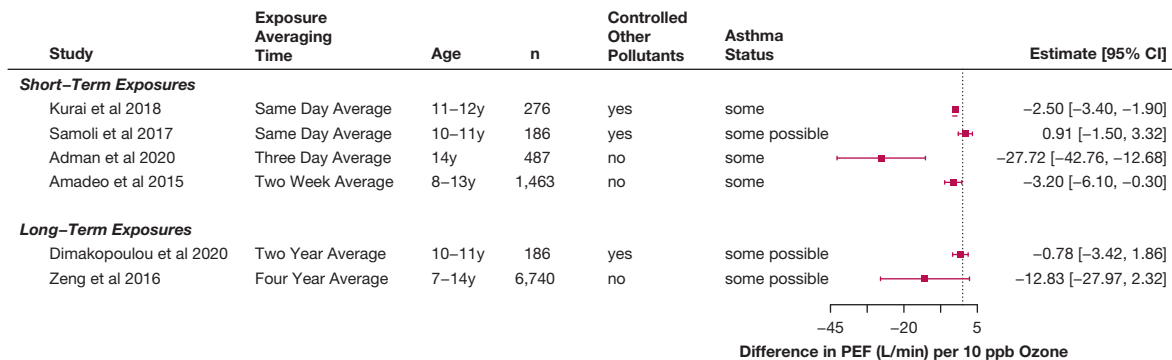 Study Exposure Averaging Time Age n Controlled Other Pollutants Asthma Status Estimate [95% CI]
Short−Term Exposures
Kurai et al 2018 Same Day Average 11−12y 276 yes some −2.50 [−3.40, −1.90]
Samoli et al 2017 Same Day Average 10−11y 186 yes some possible 0.91 [−1.50, 3.32]
Adman et al 2020 Three Day Average 14y 487 no some −27.72 [−42.76, −12.68]
Amadeo et al 2015 Two Week Average 8−13y 1,463 no some −3.20 [−6.10, −0.30]
Long−Term Exposures
Dimakopoulou et al 2020 Two Year Average 10−11y 186 yes some possible −0.78 [−3.42, 1.86]
Zeng et al 2016 Four Year Average 7−14y 6,740 no some possible −12.83 [−27.97, 2.32]
−45 −20 5
Difference in PEF (L/min) per 10 ppb Ozone